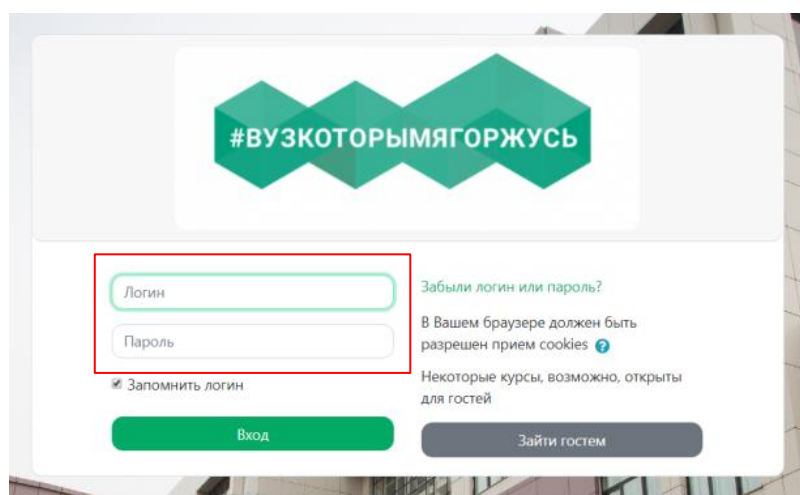 #ВУЗКОТОРЫМЯГОРЖУСЬ
Логин
Пароль
Запомнить логин
Вход
Забыли логин или пароль?
В Вашем браузере должен быть
разрешен прием cookies
Некоторые курсы, возможно, открыты
для гостей
Зайти гостем